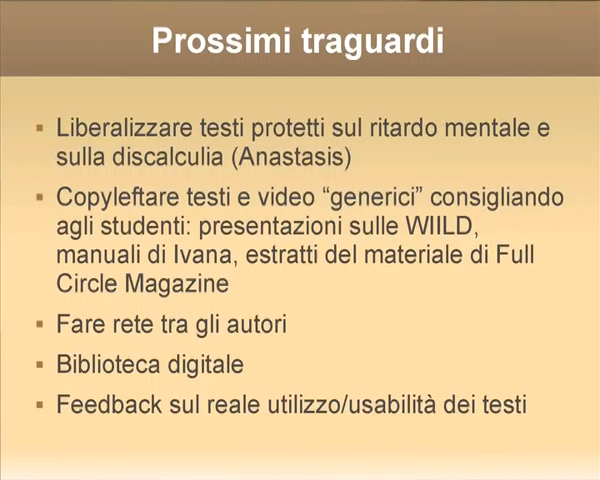 Prossimi traguardi
Liberalizzare testi protetti sul ritardo mentale e
sulla discalculia (Anastasis)
Copyleftare testi e video “generici” consigliando
agli studenti: presentazioni sulle WIILD,
manuali di Ivana, estratti del materiale di Full
Circle Magazine
Fare rete tra gli autori
Biblioteca digitale
Feedback sul reale utilizzo/usabilità dei testi